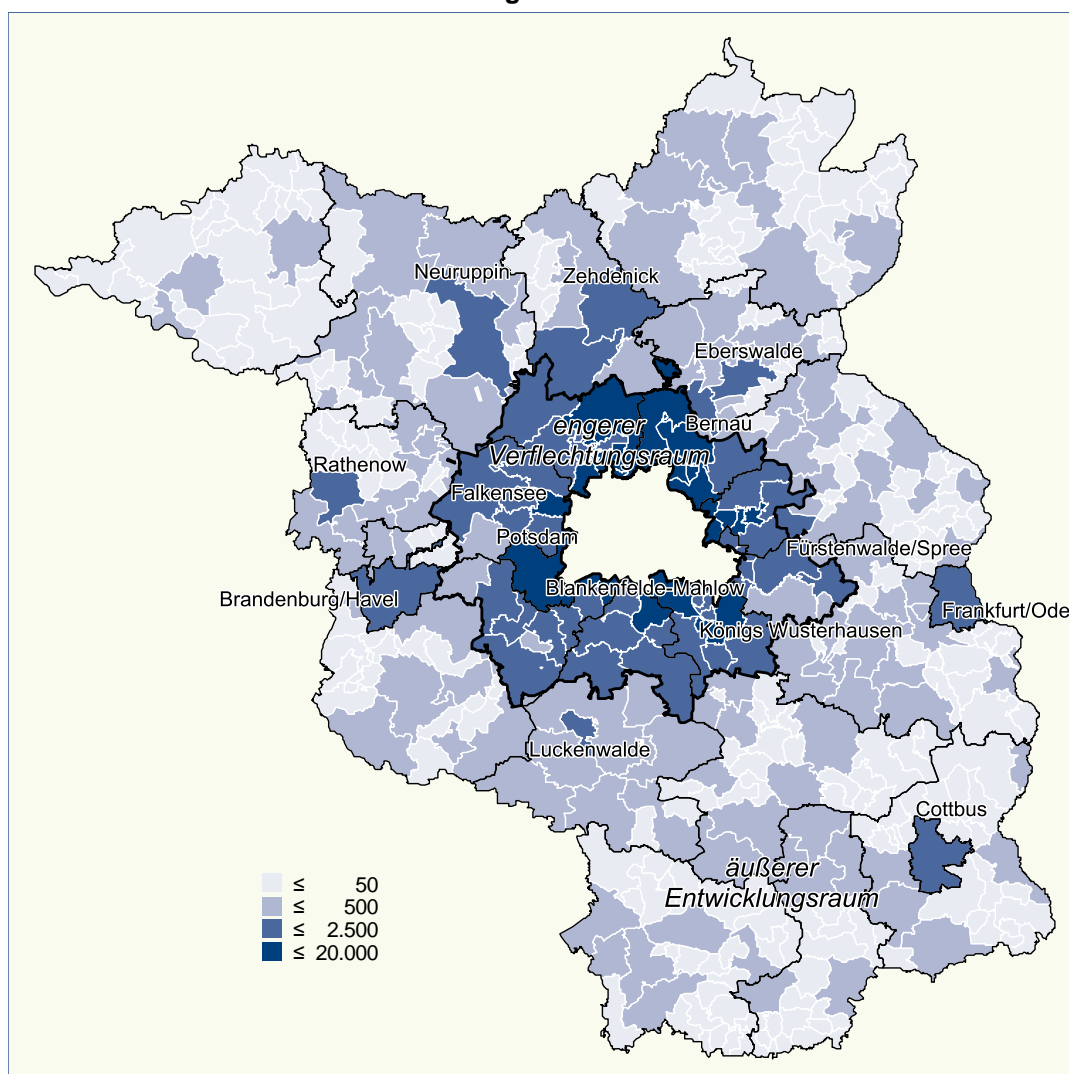 Neuruppin
Zehdenick
Eberswalde
engerer
Verflechtungsraum
Bernau
Rathenow
Falkensee
Potsdam
Fürstenwalde/Spree
Blankenfelde-Mahlow
Brandenburg/Havel
Frankfurt/Ode
Königs Wusterhausen
Luckenwalde
Cottbus
äußerer
Entwicklungsraum
≤ 50
≤ 500
≤ 2.500
≤ 20.000